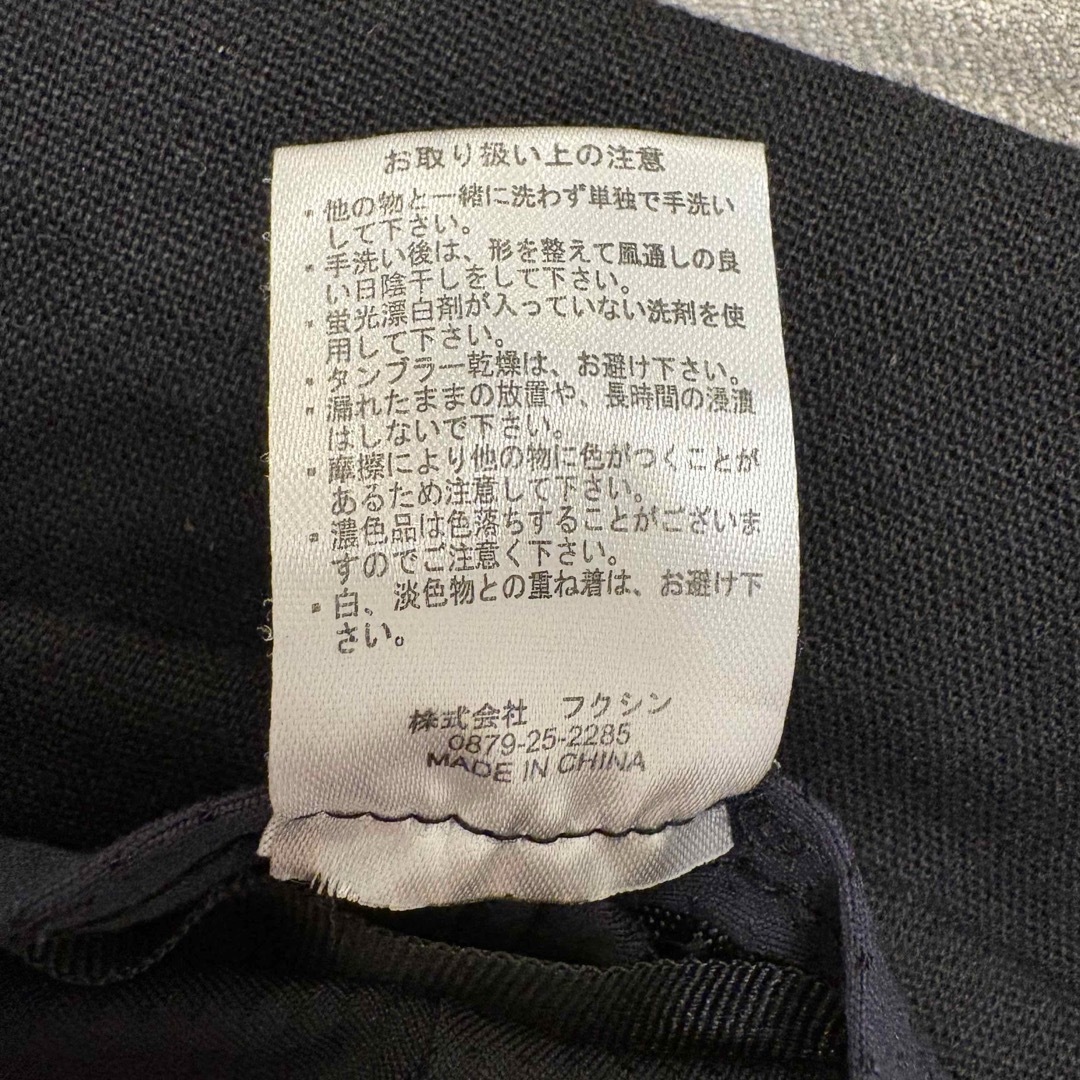 お取り扱い上の注意
・他の物と一緒に洗わず単独で手洗い
して下さい。
・手洗い後は、形を整えて風通しの良
い日陰干しをして下さい。
・蛍光漂白剤が入っていない洗剤を使
用して下さい。
・タンブラー乾燥は、お避け下さい。
・漏れたままの放置や、長時間の浸漬
はしないで下さい。
・摩擦により他の物に色がつくことが
あるため注意して下さい。
・濃色品は色落ちすることがございま
すのでご注意く下さい。
・白、淡色物との重ね着は、お避け下
さい。
株式会社 フクシン
0879-25-2285
MADE IN CHINA